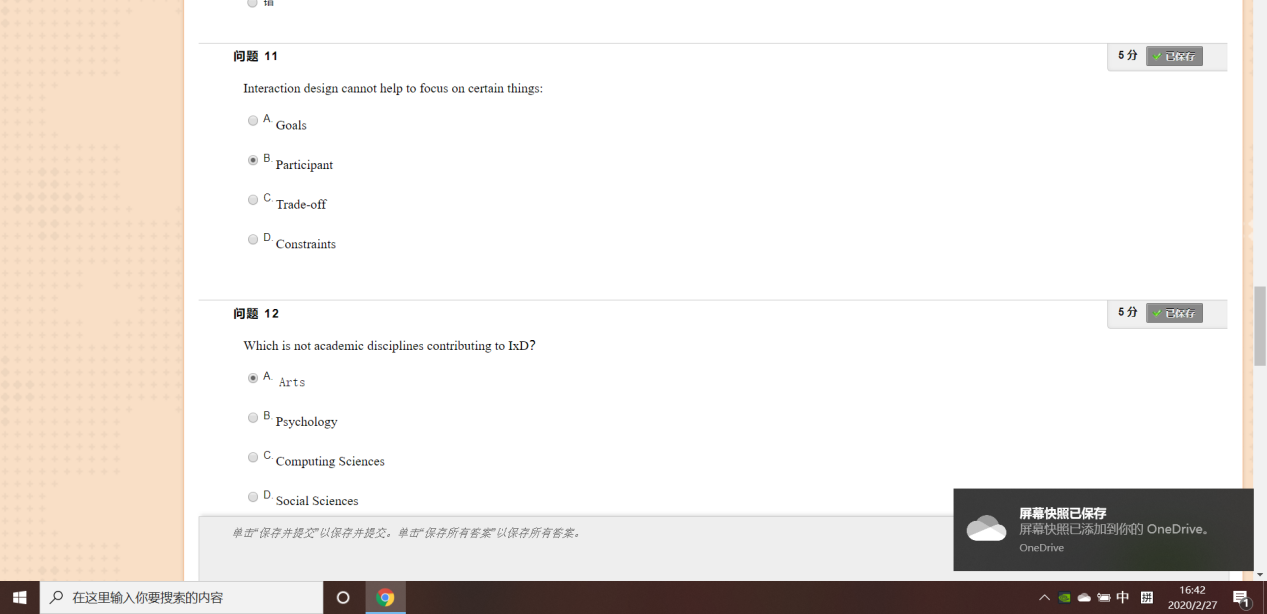 错
问题 11
5 分
已保存
Interaction design cannot help to focus on certain things:
A. Goals
B. Participant
C. Trade-off
D. Constraints
问题 12
5 分
已保存
Which is not academic disciplines contributing to IxD?
A. Arts
B. Psychology
C. Computing Sciences
D. Social Sciences
单击“保存并提交”以保存并提交。单击“保存所有答案”以保存所有答案。
屏幕快照已保存
屏幕快照已添加到你的 OneDrive。
OneDrive
在这里输入你要搜索的内容
中
拼
16:42
2020/2/27
1